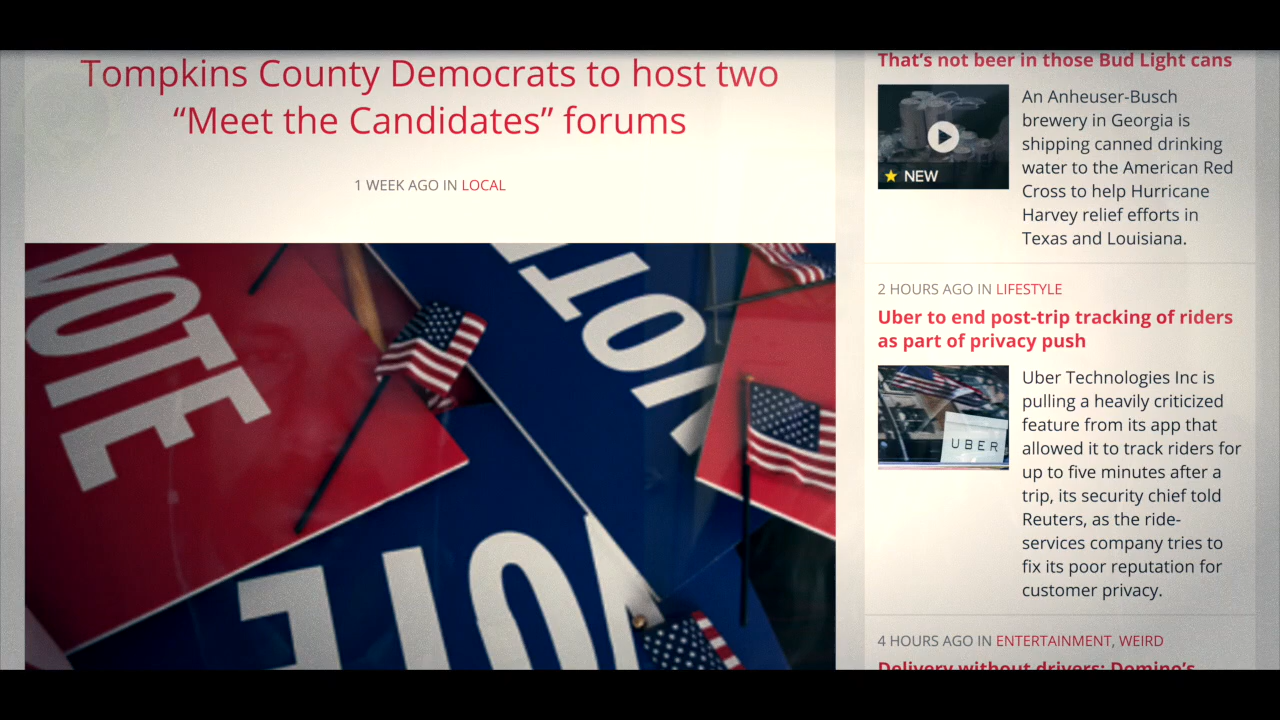 Tompkins County Democrats to host two
“Meet the Candidates” forums
1 WEEK AGO IN LOCAL
VOTE
VOTE
VOTE
That’s not beer in those Bud Light cans
NEW
An Anheuser-Busch
brewery in Georgia is
shipping canned drinking
water to the American Red
Cross to help Hurricane
Harvey relief efforts in
Texas and Louisiana.
2 HOURS AGO IN LIFESTYLE
Uber to end post-trip tracking of riders
as part of privacy push
UBER
Uber Technologies Inc is
pulling a heavily criticized
feature from its app that
allowed it to track riders for
up to five minutes after a
trip, its security chief told
Reuters, as the ride-
services company tries to
fix its poor reputation for
customer privacy.
4 HOURS AGO IN ENTERTAINMENT, WEIRD
Delivery without drivers: Domino’s